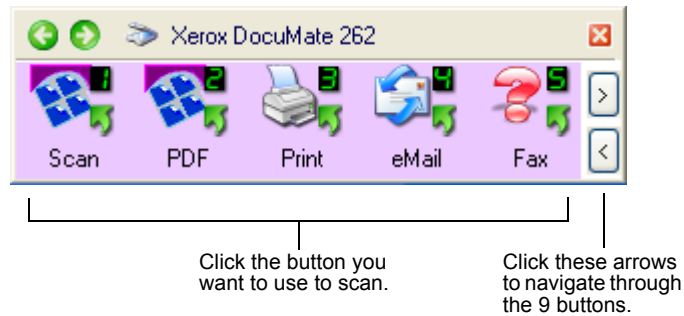 Xerox DocuMate 262
1 2 3 4 5
> 
Scan PDF Print eMail Fax
<
Click the button you
want to use to scan.
Click these arrows
to navigate through
the 9 buttons.